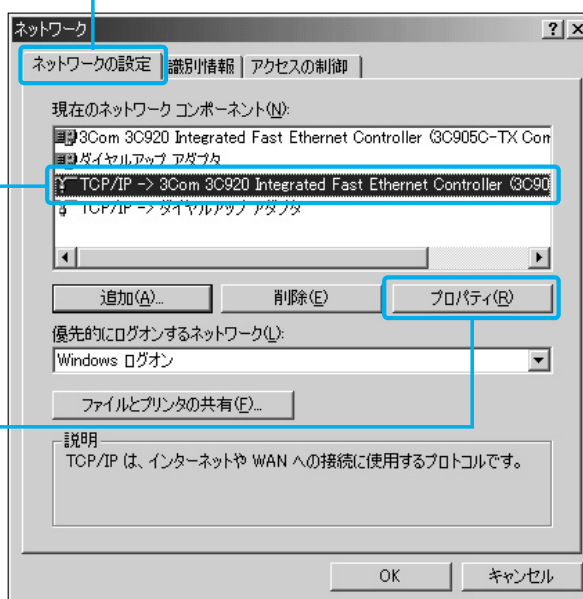 ネットワーク
ネットワークの設定 識別情報 アクセスの制御
現在のネットワーク コンポーネント(N):
3Com 3C920 Integrated Fast Ethernet Controller (3C905C-TX Com
ダイヤルアップ アダプタ
TCP/IP -> 3Com 3C920 Integrated Fast Ethernet Controller (3C90
TCP/IP -> ダイヤルアップ アダプタ
追加(A)... 削除(E) プロパティ(R)
優先的にログオンするネットワーク(L):
Windows ログオン
ファイルとプリンタの共有(F)...
説明
TCP/IP は、インターネットや WAN への接続に使用するプロトコルです。
OK キャンセル